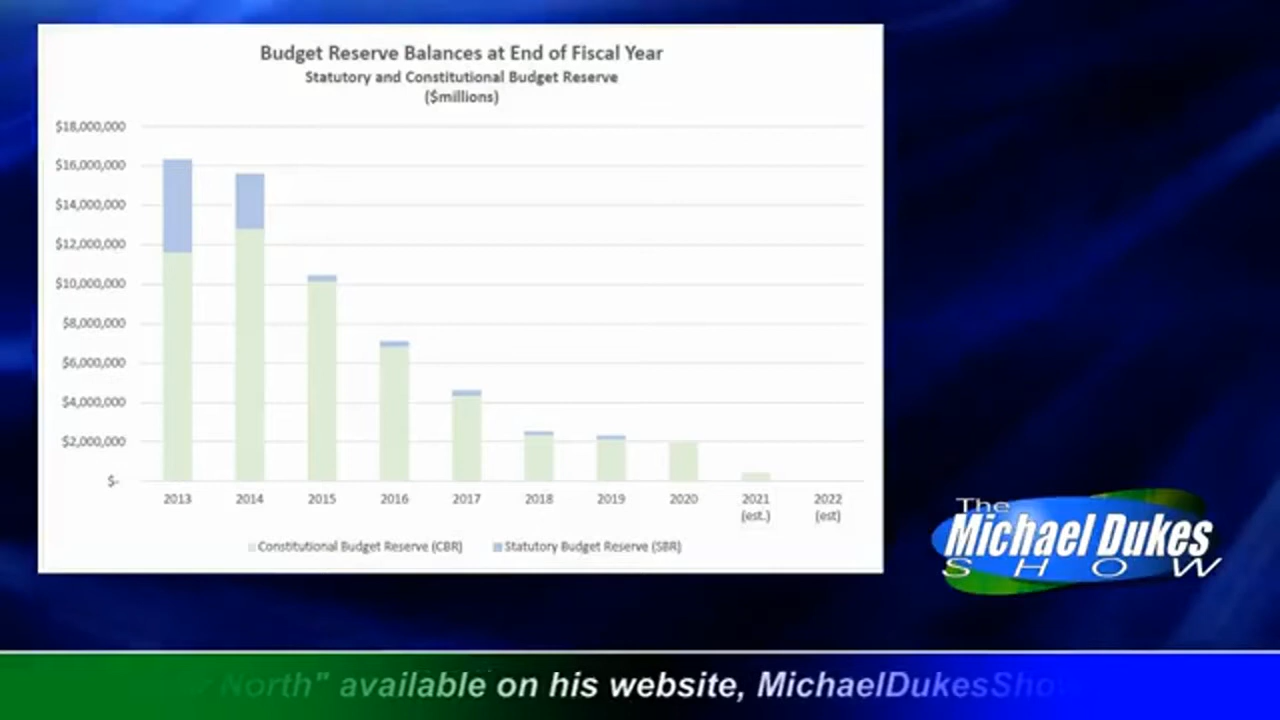 Budget Reserve Balances at End of Fiscal Year
Statutory and Constitutional Budget Reserve
($millions)
$18,000,000
$16,000,000
$14,000,000
$12,000,000
$10,000,000
$8,000,000
$6,000,000
$4,000,000
$2,000,000
$-
2013 2014 2015 2016 2017 2018 2019 2020 2021 2022
(est.) (est)
Constitutional Budget Reserve (CBR) Statutory Budget Reserve (SBR)
The
Michael Dukes
SHOW
North" available on his website, MichaelDukesSho